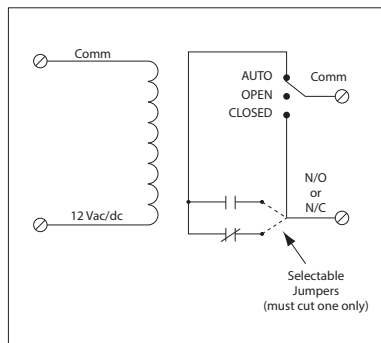 Comm
12 Vac/dc
AUTO
OPEN
CLOSED
Comm
N/O
or
N/C
Selectable
Jumpers
(must cut one only)